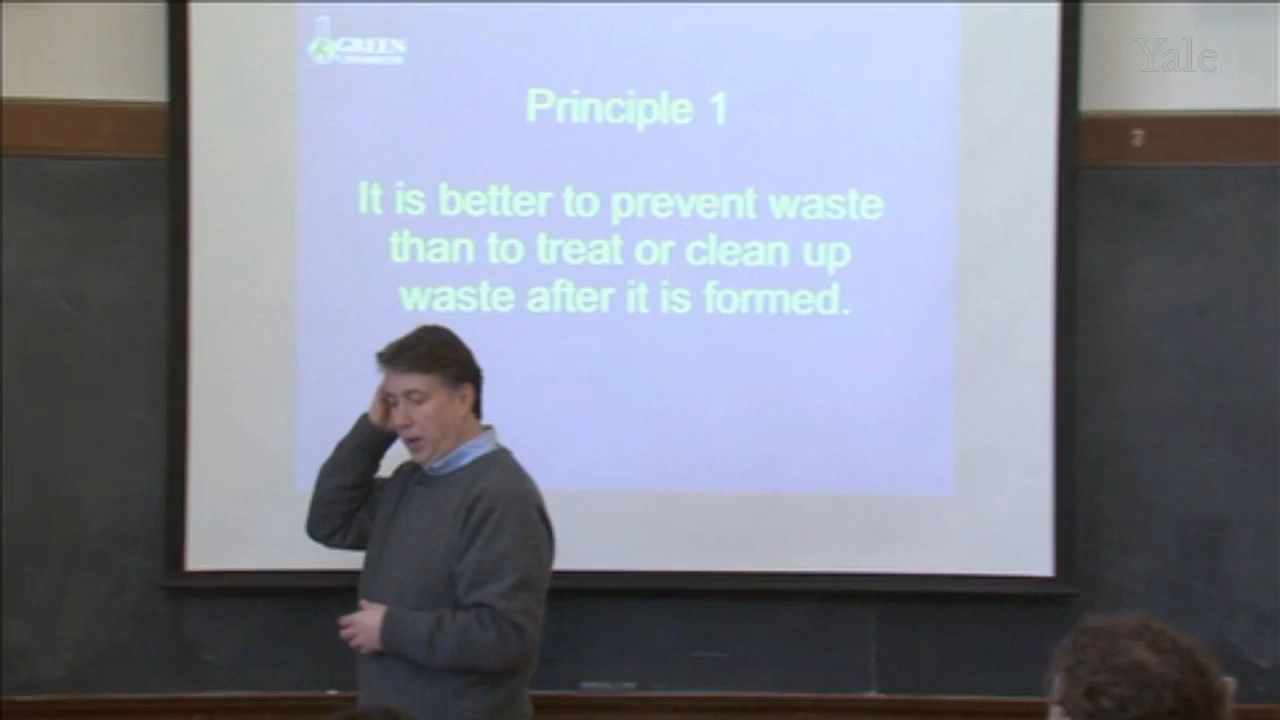 GREEN
Yale
Principle 1
It is better to prevent waste
than to treat or clean up
waste after it is formed.